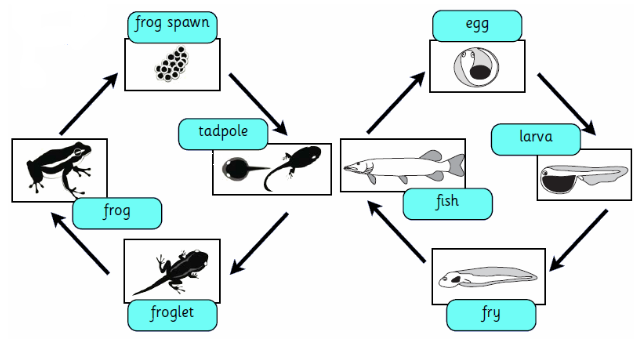 frog spawn
tadpole
froglet
frog
egg
larva
fry
fish